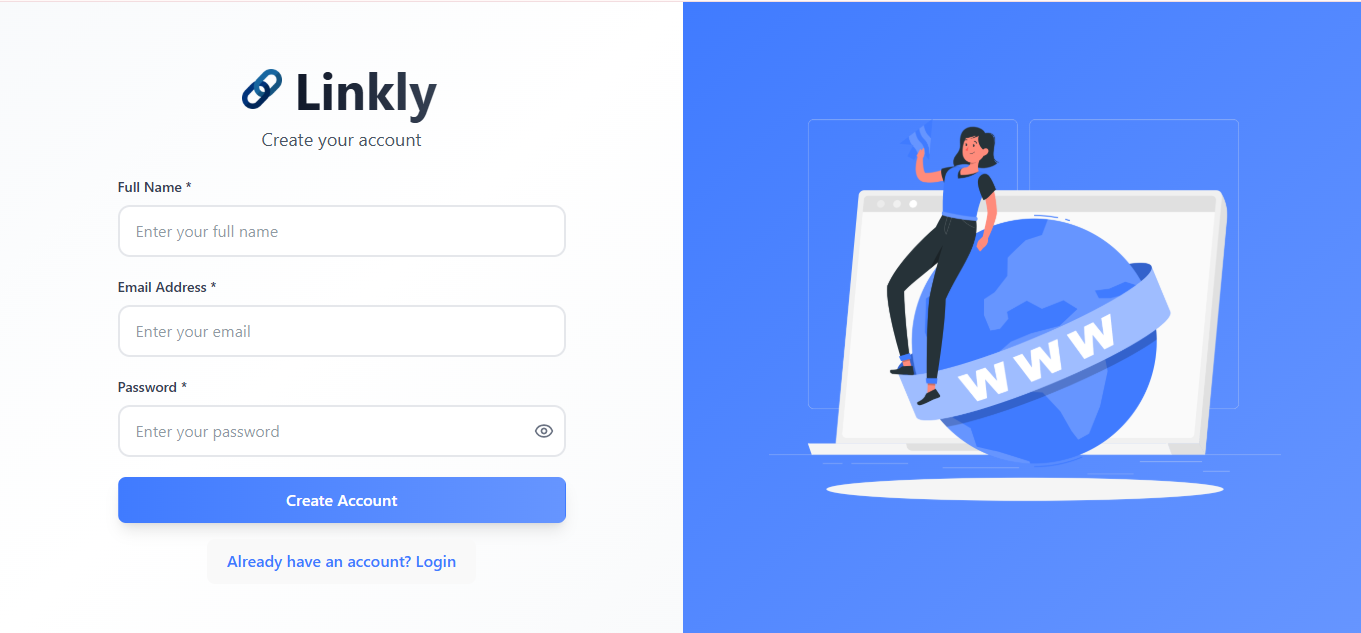 Linkly
Create your account
Full Name *
Enter your full name
Email Address *
Enter your email
Password *
Enter your password
Create Account
Already have an account? Login
WWW